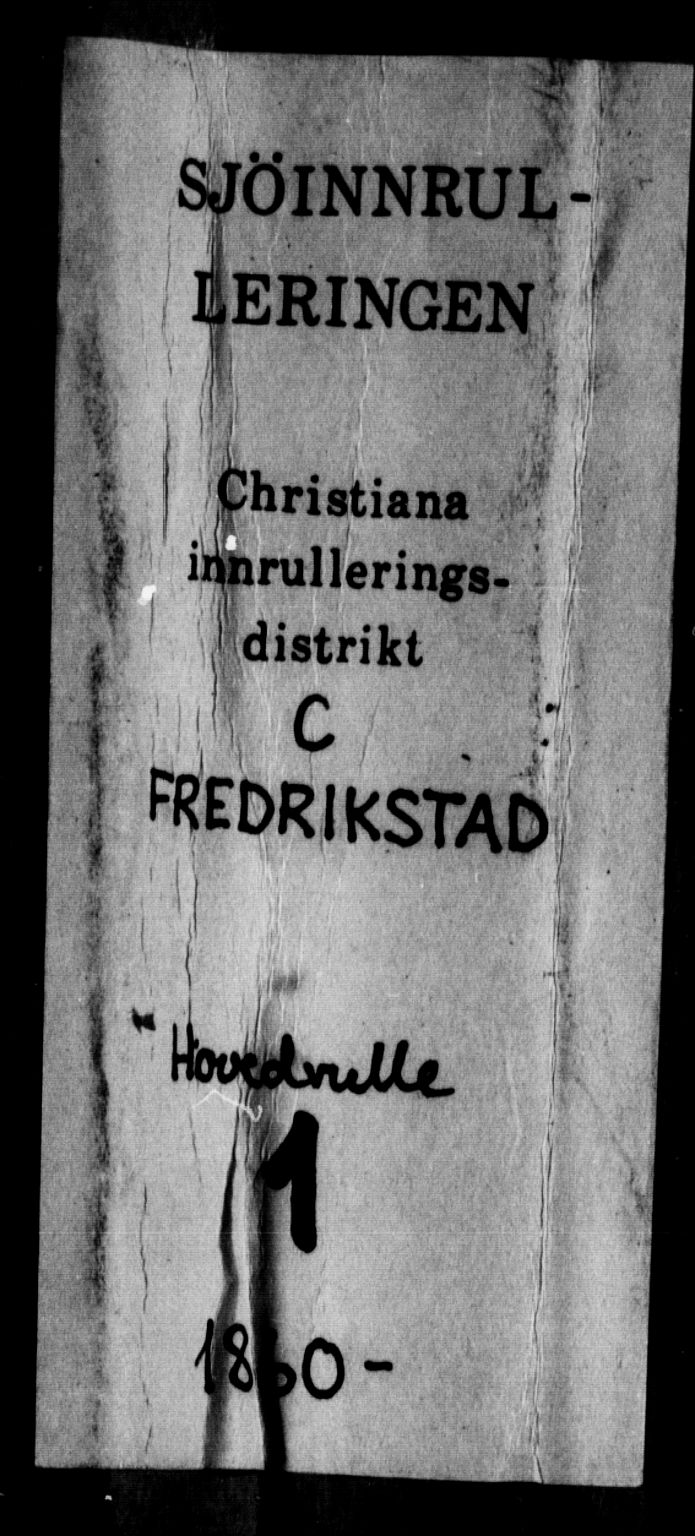 SJÖINNRUL-
LERINGEN
Christiana
innrullerings-
distrikt
C
FREDRIKSTAD
Hovedrulle
1
1860-